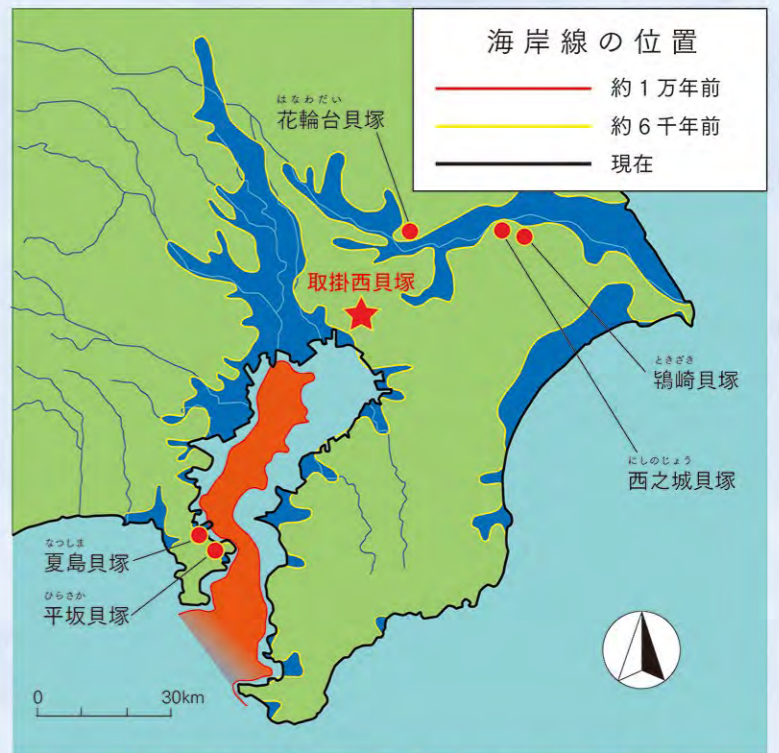 海岸線の位置
約1万年前
約6千年前
現在
はなわだい
花輪台貝塚
取掛西貝塚
ときざき
鴇崎貝塚
にしのじょう
西之城貝塚
なつしま
夏島貝塚
ひらさか
平坂貝塚
0 30km